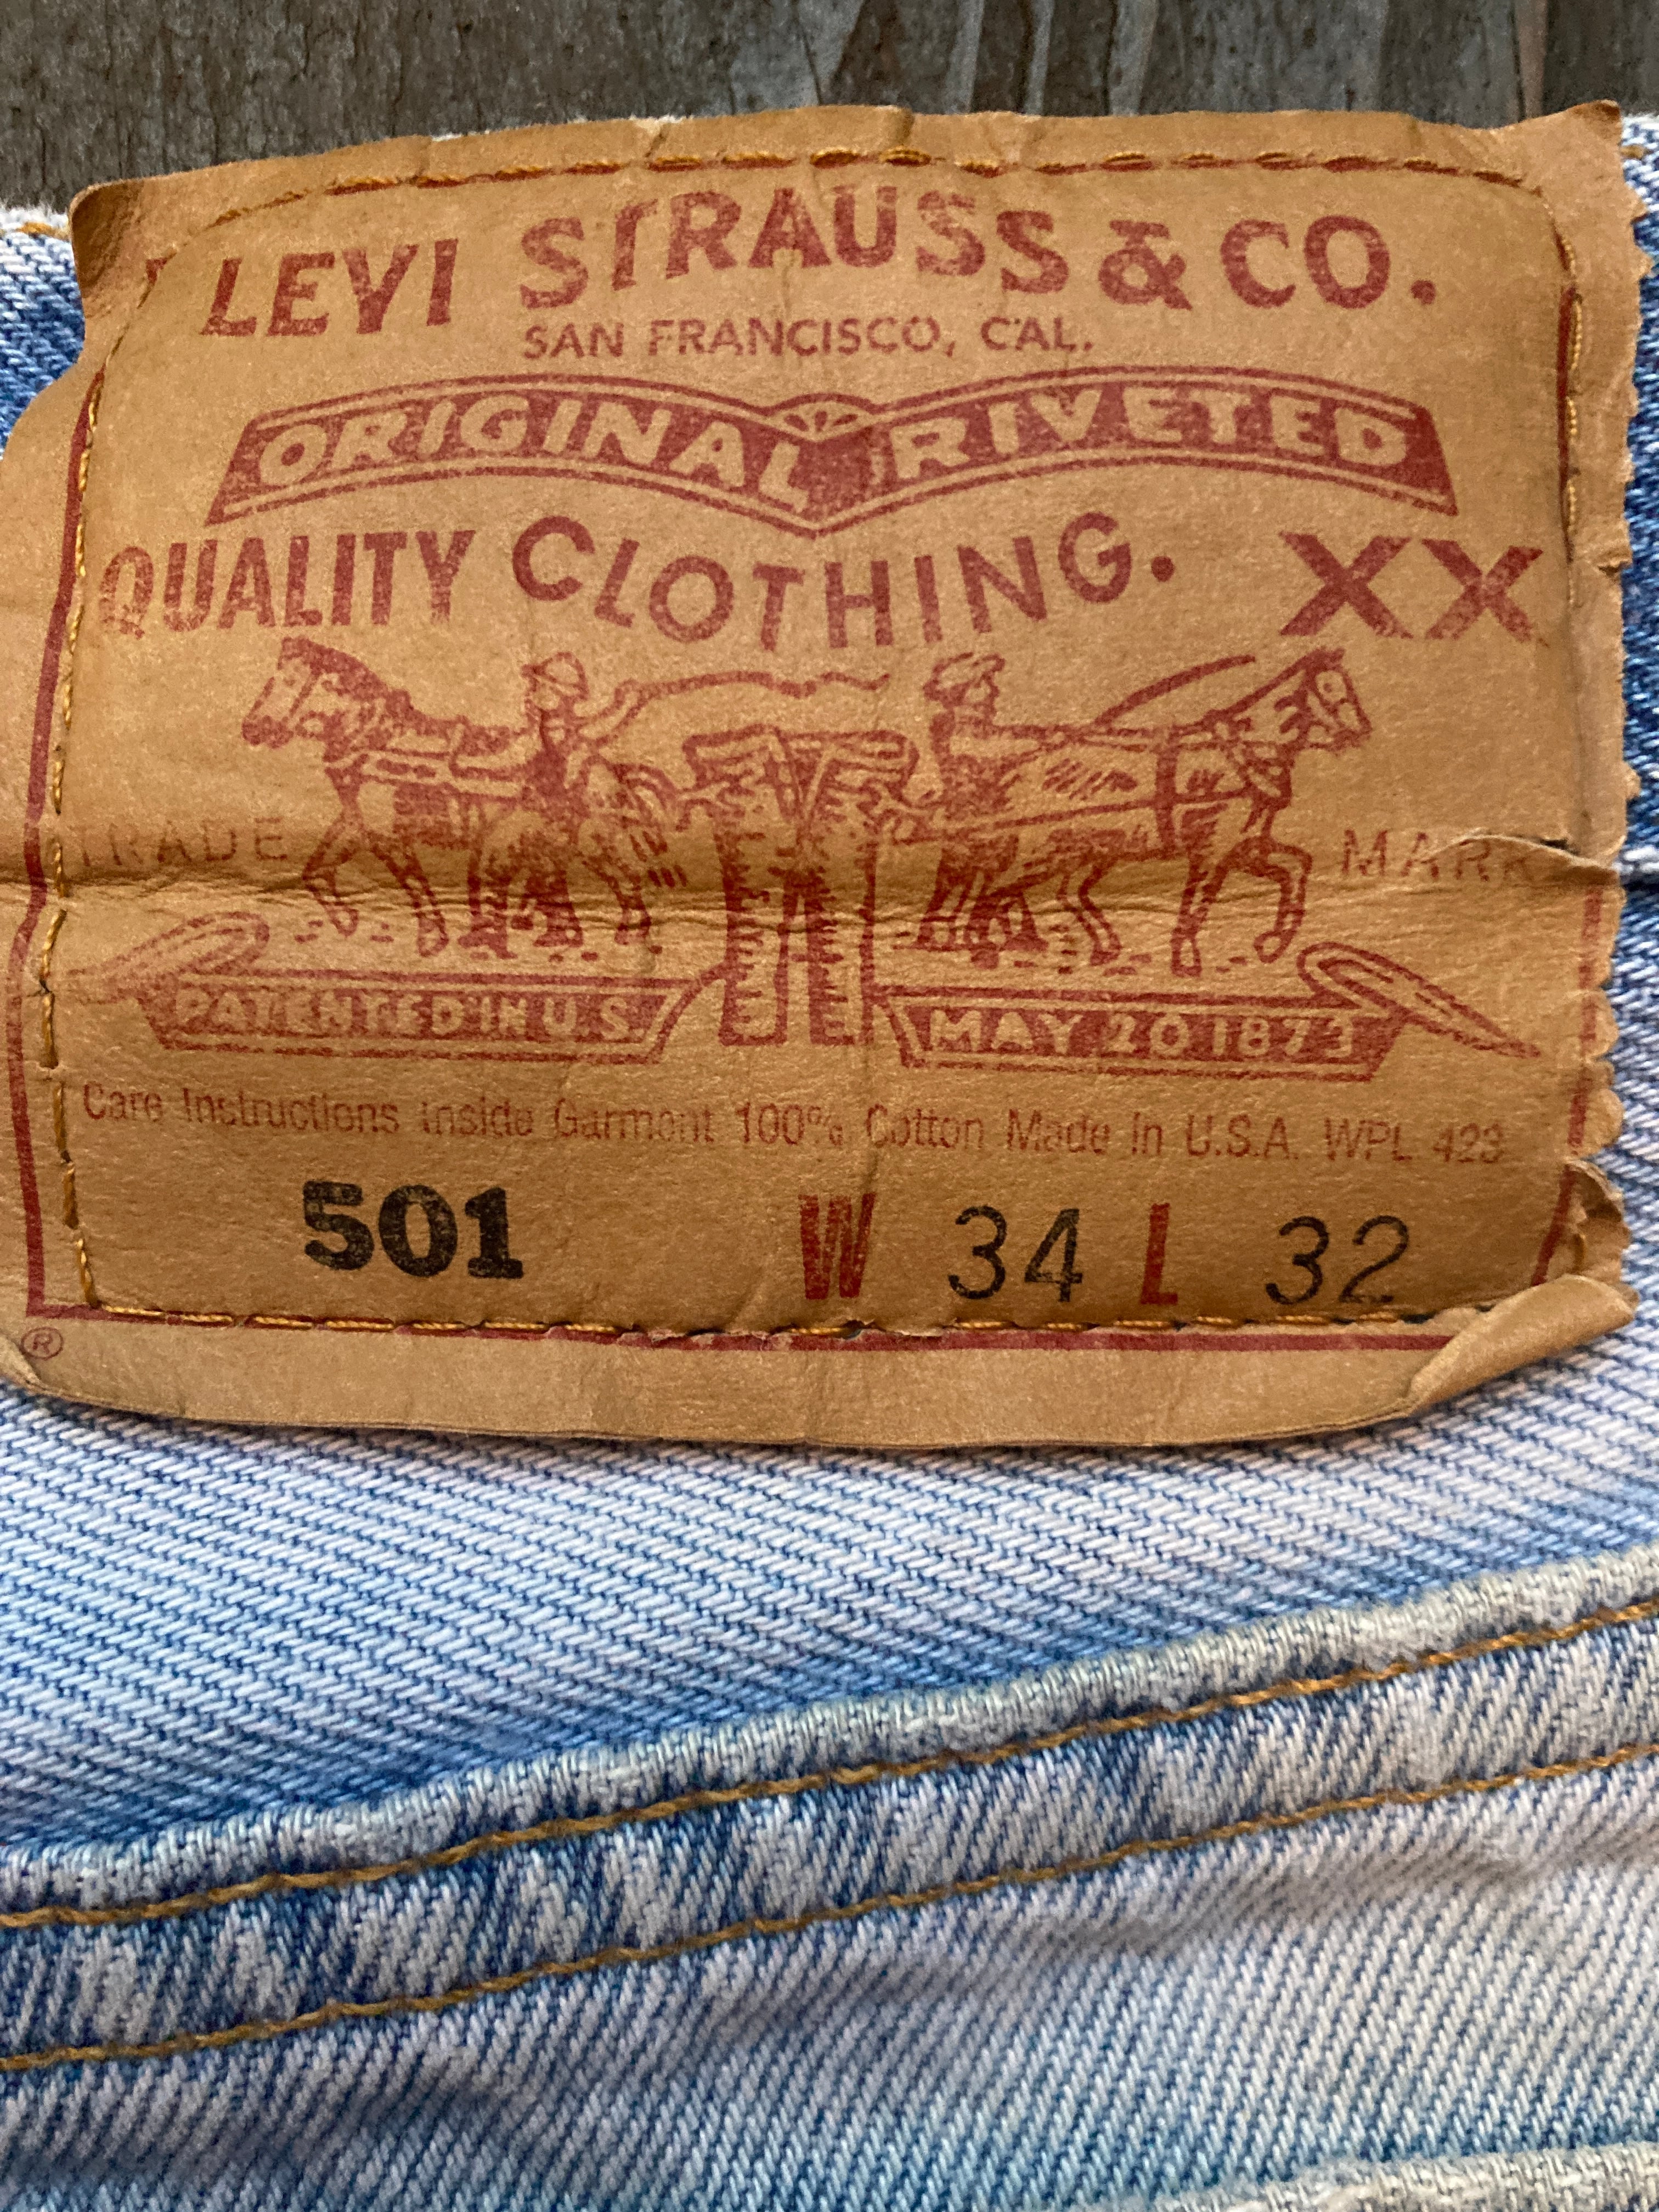 LEVI STRAUSS & CO.
SAN FRANCISCO, CAL.
ORIGINAL RIVETED
QUALITY CLOTHING. XX
TRADE MARK
PATENTED IN U.S. MAY 20 1873
Care Instructions Inside Garment 100% Cotton Made in U.S.A. WPL 423
501 W 34 L 32
®